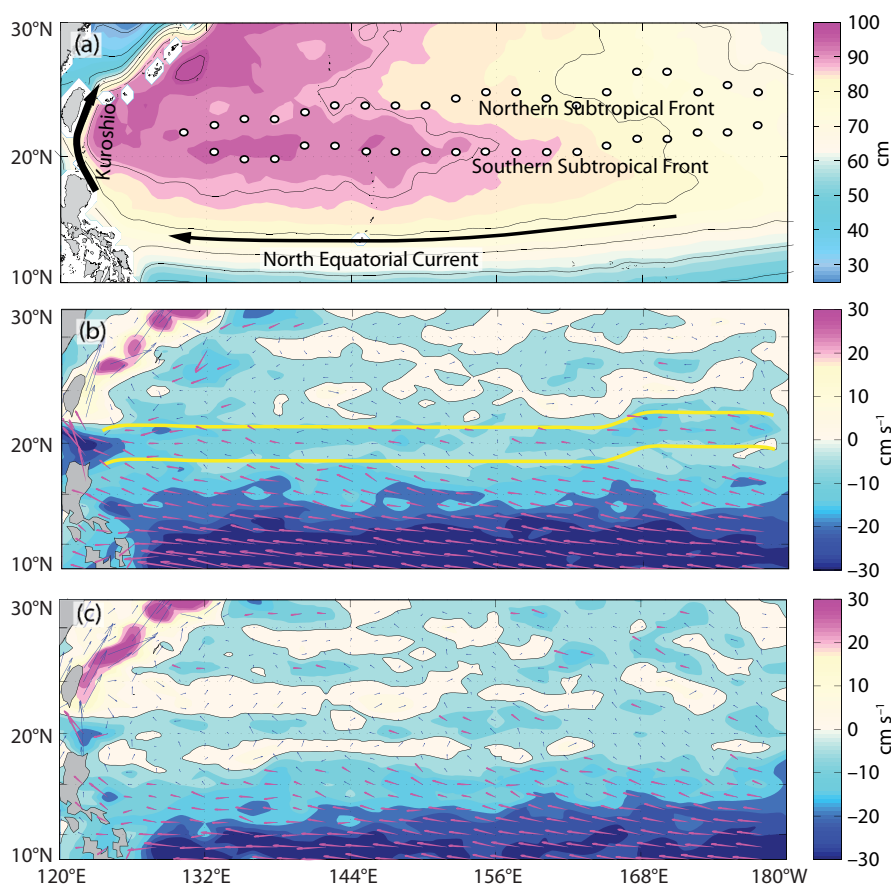 30°N
(a)
100
90
80
70
60
50
40
30
cm
Kuroshio
Northern Subtropical Front
20°N
Southern Subtropical Front
North Equatorial Current
10°N
30°N
(b)
30
20
10
0
−10
−20
−30
cm s⁻¹
20°N
10°N
30°N
(c)
30
20
10
0
−10
−20
−30
cm s⁻¹
20°N
10°N
120°E 132°E 144°E 156°E 168°E 180°W